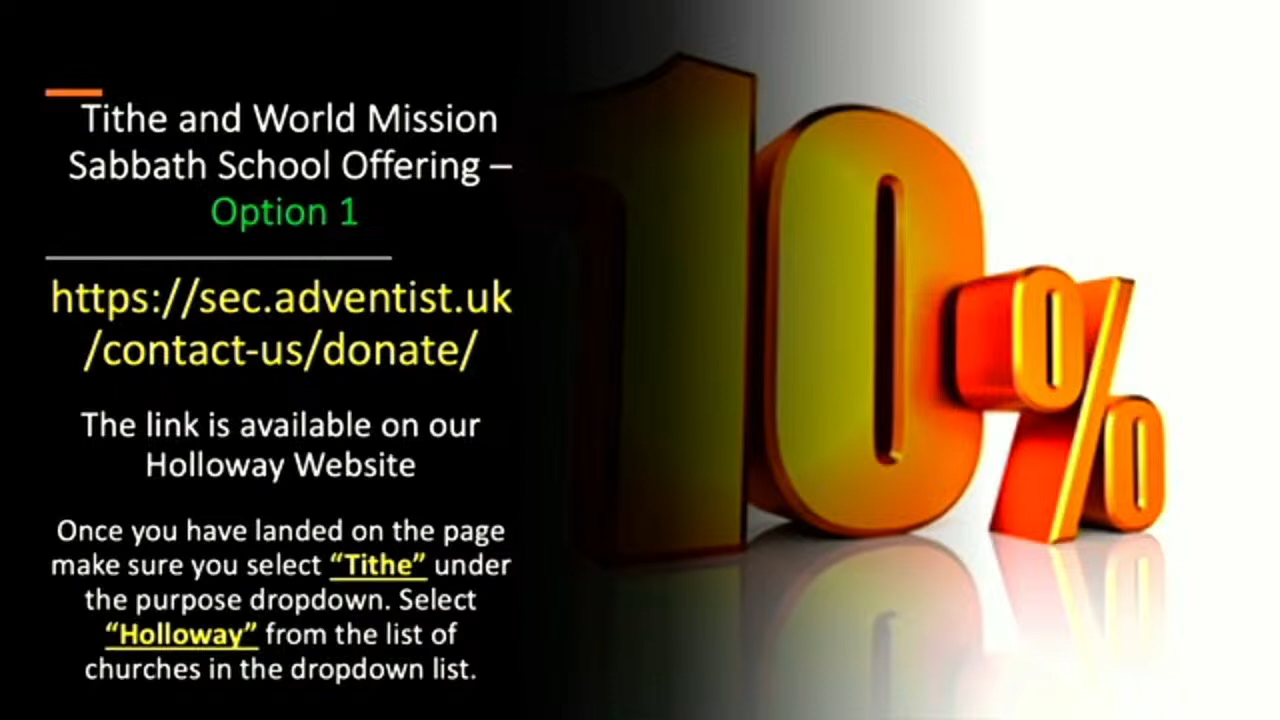 Tithe and World Mission
Sabbath School Offering –
Option 1
https://sec.adventist.uk
/contact-us/donate/
The link is available on our
Holloway Website
Once you have landed on the page
make sure you select “Tithe” under
the purpose dropdown. Select
“Holloway” from the list of
churches in the dropdown list.
10%